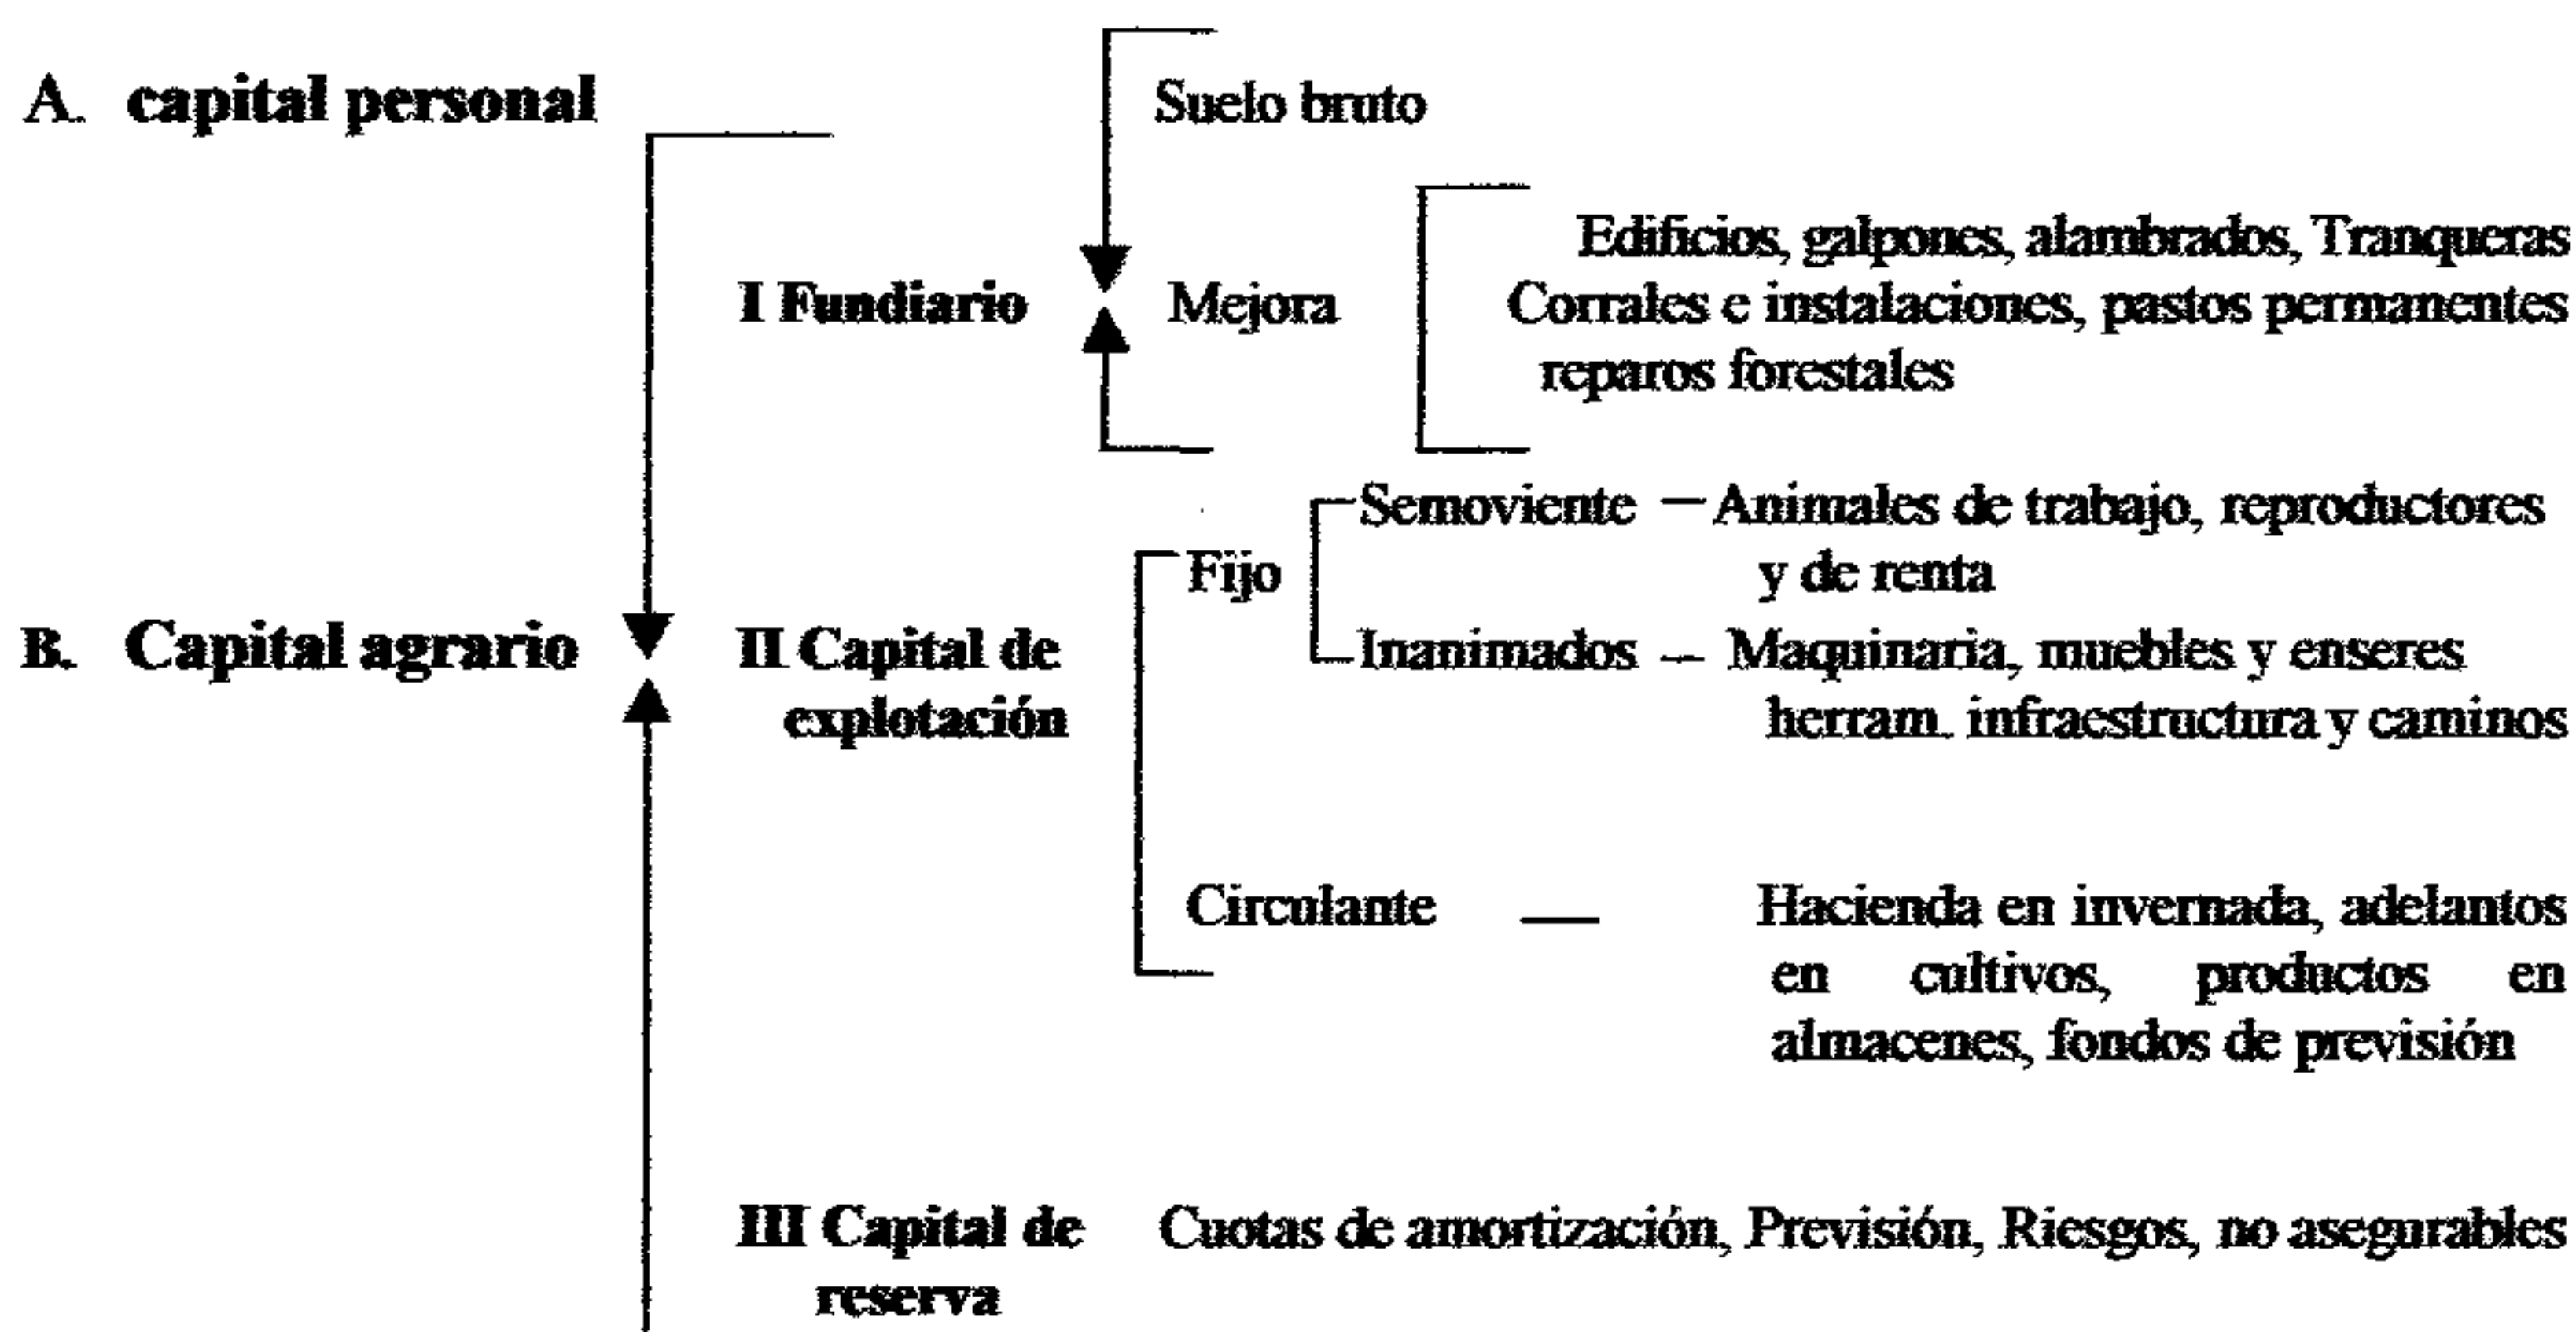 A. capital personal
Suelo bruto
I Fundiario
Mejora
Edificios, galpones, alambrados, Tranqueras
Corrales e instalaciones, pastos permanentes
reparos forestales
B. Capital agrario
II Capital de
explotación
Fijo
Semoviente – Animales de trabajo, reproductores
y de renta
Inanimados – Maquinaria, muebles y enseres
herram. infraestructura y caminos
Circulante — Hacienda en invernada, adelantos
en cultivos, productos en
almacenes, fondos de previsión
III Capital de
reserva
Cuotas de amortización, Previsión, Riesgos, no asegurables